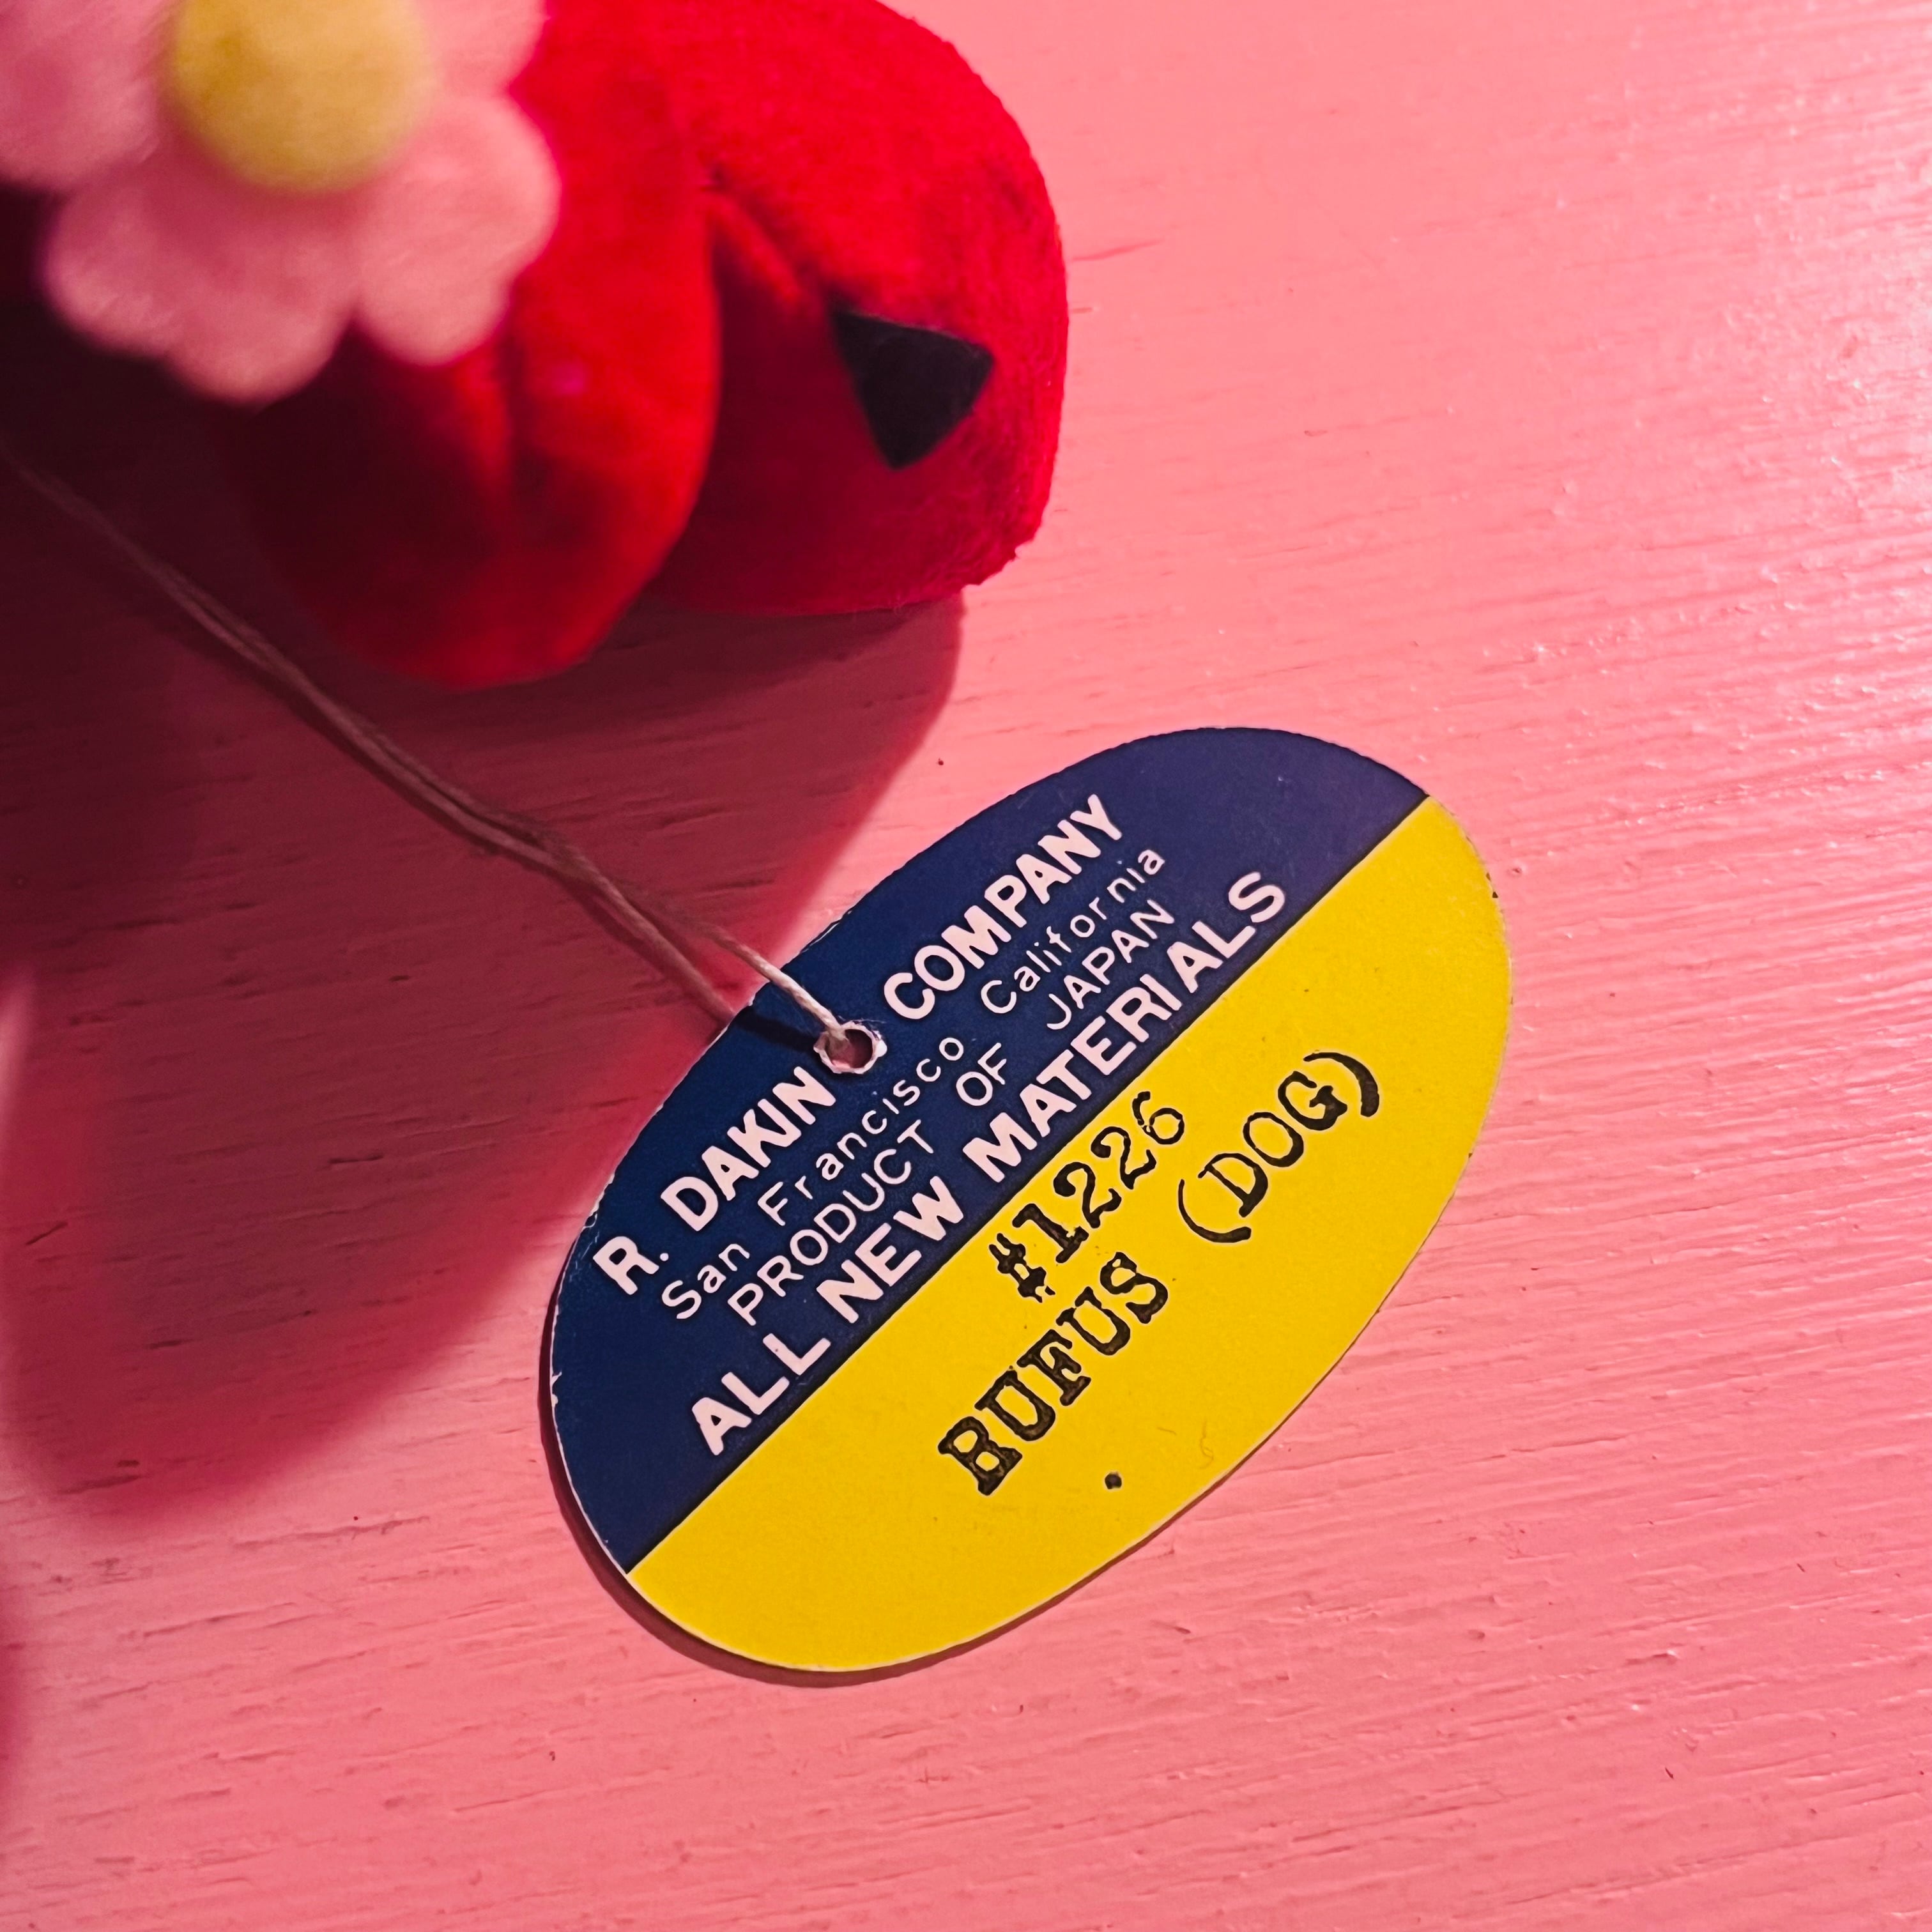 R. DAKIN COMPANY
San Francisco California
PRODUCT OF JAPAN
ALL NEW MATERIALS
#1226
RUFUS (DOG)